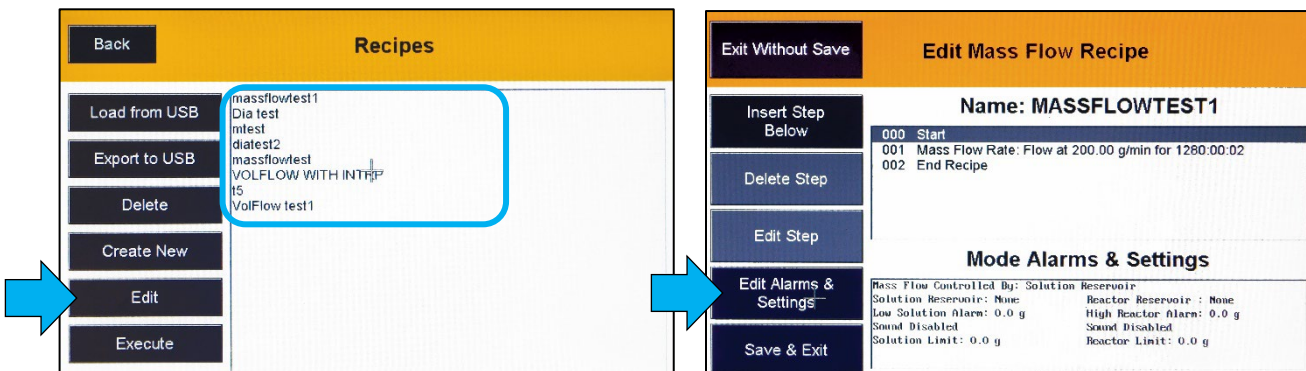 Back
Recipes
Load from USB
Export to USB
Delete
Create New
Edit
Execute
massflowtest1
Dia test
mtest
diatest2
massflowtest
VOLFLOW WITH INTRP
t5
VolFlow test1
Exit Without Save
Edit Mass Flow Recipe
Insert Step
Below
Delete Step
Edit Step
Edit Alarms &
Settings
Save & Exit
Name: MASSFLOWTEST1
000 Start
001 Mass Flow Rate: Flow at 200.00 g/min for 1280:00:02
002 End Recipe
Mode Alarms & Settings
Mass Flow Controlled By: Solution Reservoir
Solution Reservoir: None Reactor Reservoir : None
Low Solution Alarm: 0.0 g High Reactor Alarm: 0.0 g
Sound Disabled Sound Disabled
Solution Limit: 0.0 g Reactor Limit: 0.0 g